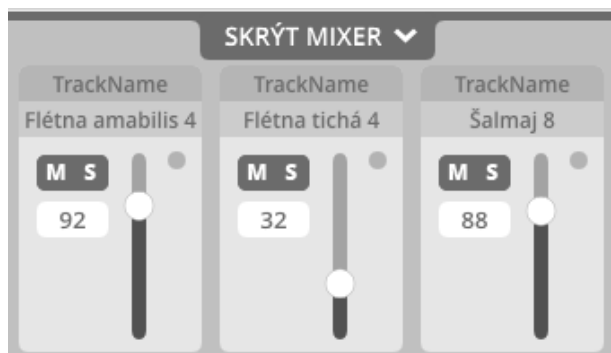 SKRÝT MIXER
TrackName TrackName TrackName
Flétna amabilis 4 Flétna tichá 4 Šalmaj 8
M S M S M S
92 32 88